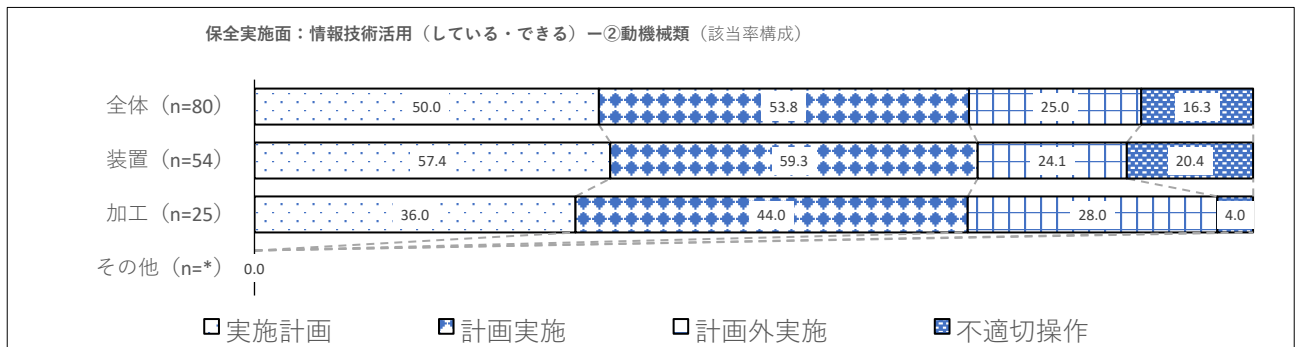 保全実施面：情報技術活用（している・できる）ー②動機械類（該当率構成）
全体（n=80） 50.0 53.8 25.0 16.3
装置（n=54） 57.4 59.3 24.1 20.4
加工（n=25） 36.0 44.0 28.0 4.0
その他（n=*） 0.0
実施計画 計画実施 計画外実施 不適切操作